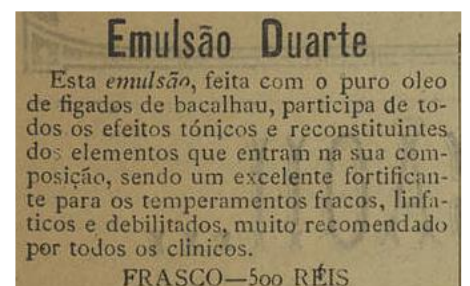 Emulsão Duarte
Esta emulsão, feita com o puro oleo
de figados de bacalhau, participa de to-
dos os efeitos tónicos e reconstituintes
dos elementos que entram na sua com-
posição, sendo um excelente fortifican-
te para os temperamentos fracos, linfa-
ticos e debilitados, muito recomendado
por todos os clinicos.
FRASCO—500 RÉIS